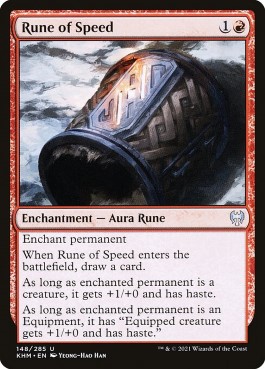 Rune of Speed 1
Enchantment — Aura Rune
Enchant permanent
When Rune of Speed enters the
battlefield, draw a card.
As long as enchanted permanent is a
creature, it gets +1/+0 and has haste.
As long as enchanted permanent is an
Equipment, it has “Equipped creature
gets +1/+0 and has haste.”
148/285 U
KHM • EN YEONG-HAO HAN
™ & © 2021 Wizards of the Coast